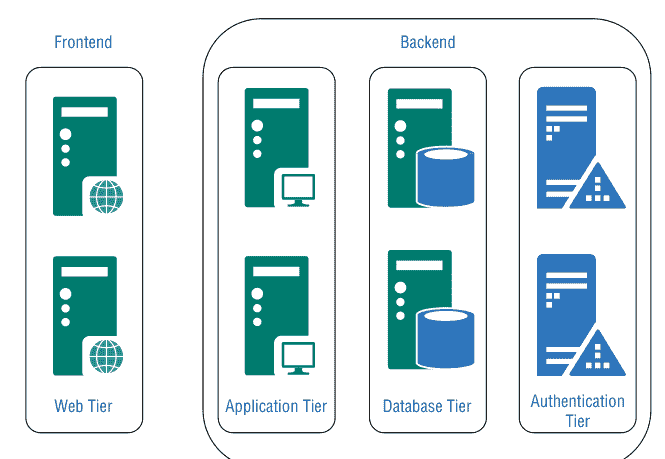 Frontend
Backend
Web Tier
Application Tier
Database Tier
Authentication
Tier